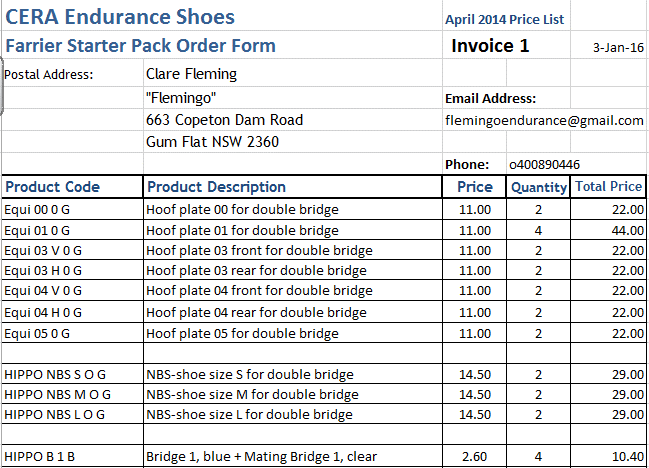 CERA Endurance Shoes April 2014 Price List
Farrier Starter Pack Order Form Invoice 1 3-Jan-16
Postal Address: Clare Fleming
"Flemingo" Email Address:
663 Copeton Dam Road flemingoendurance@gmail.com
Gum Flat NSW 2360
Phone: o400890446
Product Code Product Description Price Quantity Total Price
Equi 00 0 G Hoof plate 00 for double bridge 11.00 2 22.00
Equi 01 0 G Hoof plate 01 for double bridge 11.00 4 44.00
Equi 03 V 0 G Hoof plate 03 front for double bridge 11.00 2 22.00
Equi 03 H 0 G Hoof plate 03 rear for double bridge 11.00 2 22.00
Equi 04 V 0 G Hoof plate 04 front for double bridge 11.00 2 22.00
Equi 04 H 0 G Hoof plate 04 rear for double bridge 11.00 2 22.00
Equi 05 0 G Hoof plate 05 for double bridge 11.00 2 22.00
HIPPO NBS S O G NBS-shoe size S for double bridge 14.50 2 29.00
HIPPO NBS M O G NBS-shoe size M for double bridge 14.50 2 29.00
HIPPO NBS L O G NBS-shoe size L for double bridge 14.50 2 29.00
HIPPO B 1 B Bridge 1, blue + Mating Bridge 1, clear 2.60 4 10.40